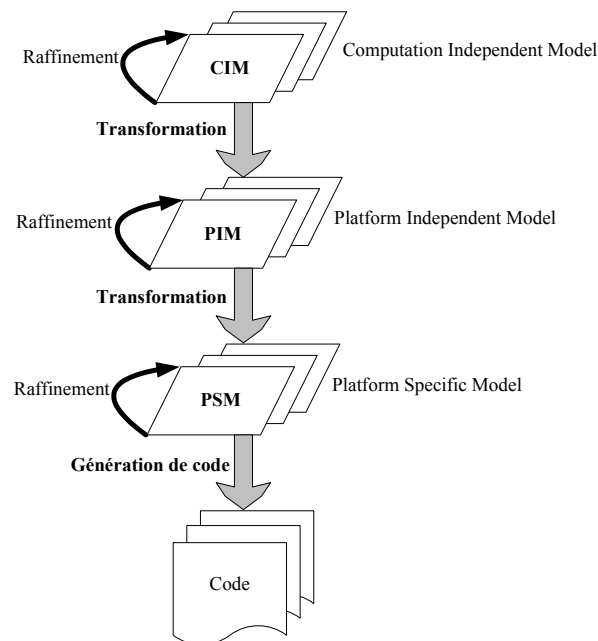 Raffinement
CIM
Computation Independent Model
Transformation
Raffinement
PIM
Platform Independent Model
Transformation
Raffinement
PSM
Platform Specific Model
Génération de code
Code